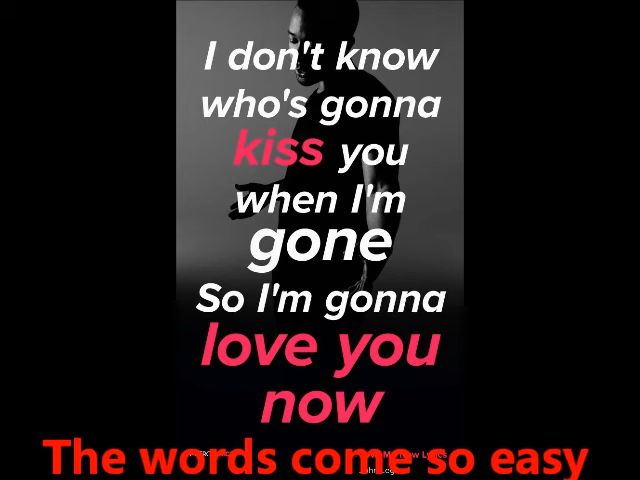 I don't know
who's gonna
kiss you
when I'm
gone
So I'm gonna
love you
now
The words come so easy